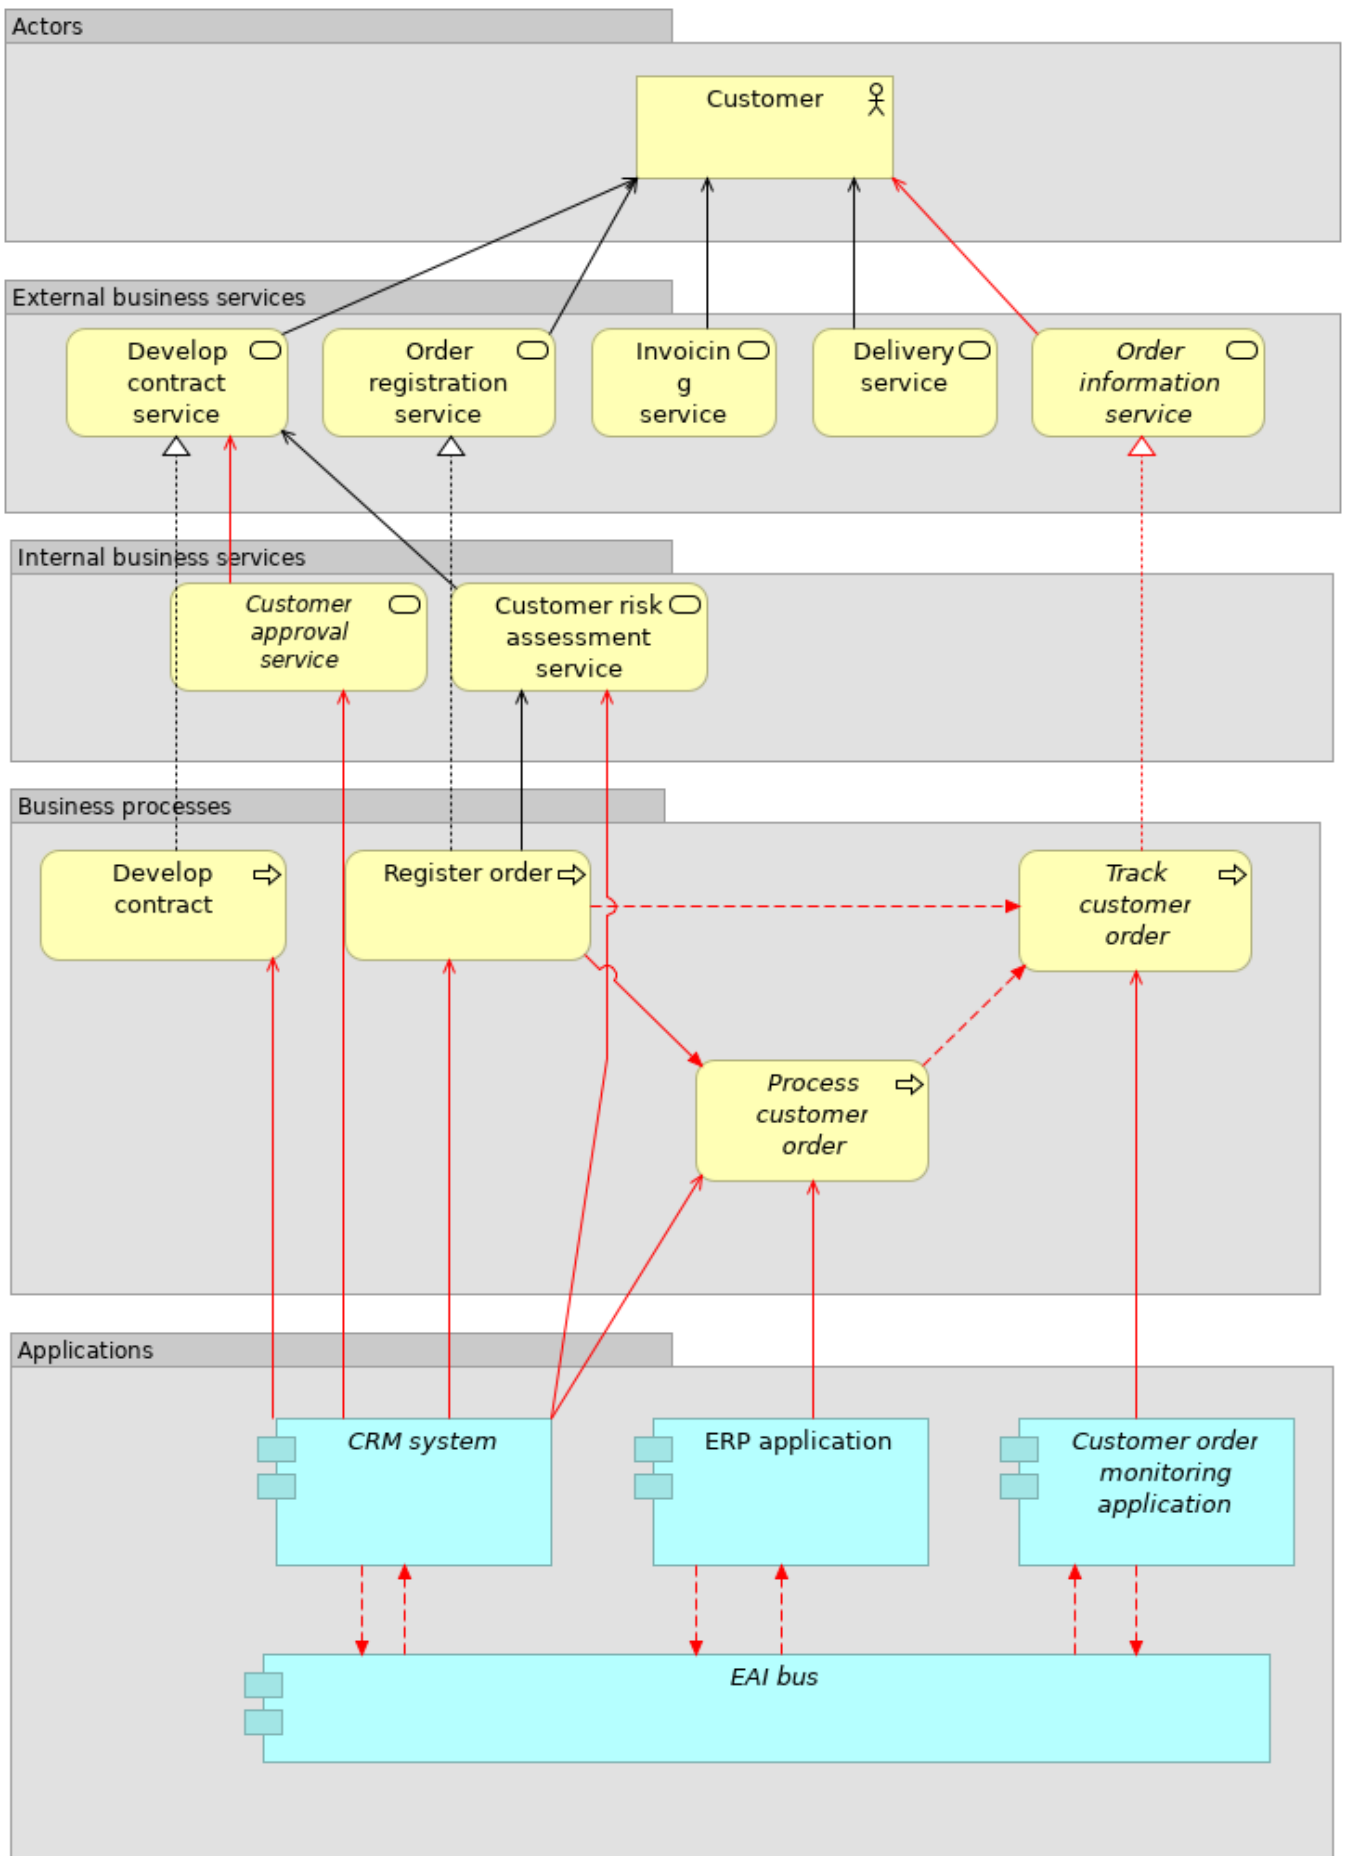 Actors
Customer
External business services
Develop
contract
service
Order
registration
service
Invoicin
g
service
Delivery
service
Order
information
service
Internal business services
Customer
approval
service
Customer risk
assessment
service
Business processes
Develop
contract
Register order
Track
customer
order
Process
customer
order
Applications
CRM system
ERP application
Customer order
monitoring
application
EAI bus